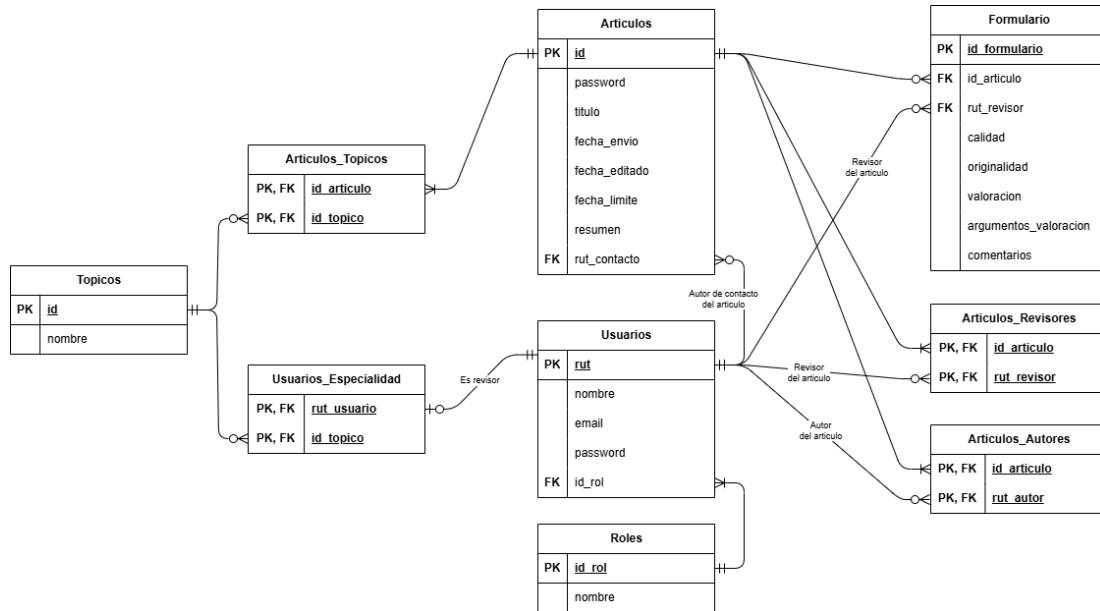 Articulos
PK id
password
titulo
fecha_envio
fecha_editado
fecha_limite
resumen
FK rut_contacto
Formulario
PK id_formulario
FK id_articulo
FK rut_revisor
calidad
originalidad
valoracion
argumentos_valoracion
comentarios
Articulos_Topicos
PK, FK id_articulo
PK, FK id_topico
Topicos
PK id
nombre
Usuarios_Especialidad
PK, FK rut_usuario
PK, FK id_topico
Es revisor
Usuarios
PK rut
nombre
email
password
FK id_rol
Roles
PK id_rol
nombre
Autor de contacto
del articulo
Revisor
del articulo
Revisor
del articulo
Autor
del articulo
Articulos_Revisores
PK, FK id_articulo
PK, FK rut_revisor
Articulos_Autores
PK, FK id_articulo
PK, FK rut_autor